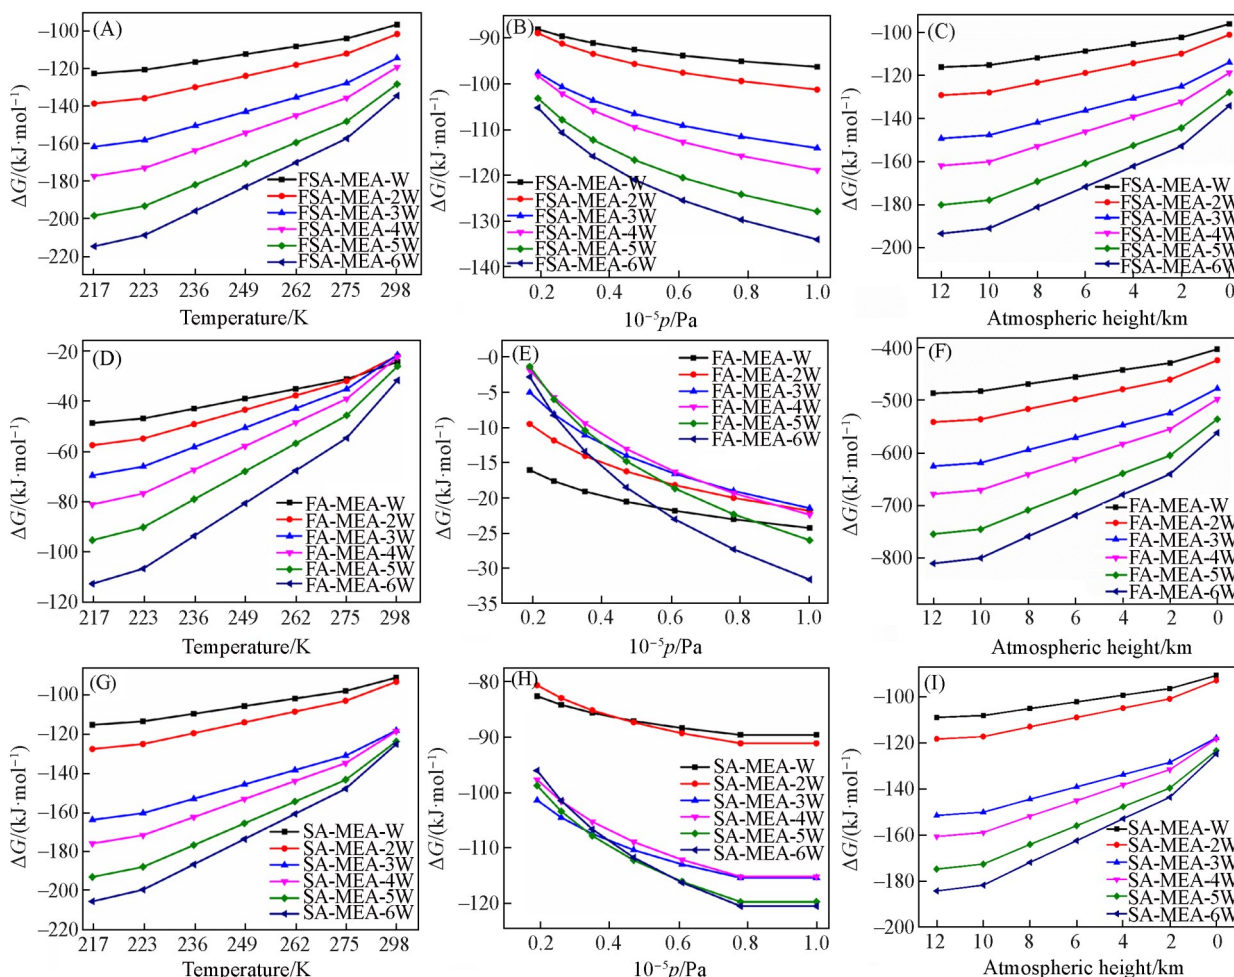 (A)
ΔG/(kJ·mol⁻¹)
−100
−120
−140
−160
−180
−200
−220
FSA-MEA-W
FSA-MEA-2W
FSA-MEA-3W
FSA-MEA-4W
FSA-MEA-5W
FSA-MEA-6W
217 223 236 249 262 275 298
Temperature/K
(B)
ΔG/(kJ·mol⁻¹)
−90
−100
−110
−120
−130
−140
FSA-MEA-W
FSA-MEA-2W
FSA-MEA-3W
FSA-MEA-4W
FSA-MEA-5W
FSA-MEA-6W
0.2 0.4 0.6 0.8 1.0
10⁻⁵p/Pa
(C)
ΔG/(kJ·mol⁻¹)
−100
−120
−140
−160
−180
−200
FSA-MEA-W
FSA-MEA-2W
FSA-MEA-3W
FSA-MEA-4W
FSA-MEA-5W
FSA-MEA-6W
12 10 8 6 4 2 0
Atmospheric height/km
(D)
ΔG/(kJ·mol⁻¹)
−20
−40
−60
−80
−100
−120
FA-MEA-W
FA-MEA-2W
FA-MEA-3W
FA-MEA-4W
FA-MEA-5W
FA-MEA-6W
217 223 236 249 262 275 298
Temperature/K
(E)
ΔG/(kJ·mol⁻¹)
−0
−5
−10
−15
−20
−25
−30
−35
FA-MEA-W
FA-MEA-2W
FA-MEA-3W
FA-MEA-4W
FA-MEA-5W
FA-MEA-6W
0.2 0.4 0.6 0.8 1.0
10⁻⁵p/Pa
(F)
ΔG/(kJ·mol⁻¹)
−400
−500
−600
−700
−800
FA-MEA-W
FA-MEA-2W
FA-MEA-3W
FA-MEA-4W
FA-MEA-5W
FA-MEA-6W
12 10 8 6 4 2 0
Atmospheric height/km
(G)
ΔG/(kJ·mol⁻¹)
−100
−120
−140
−160
−180
−200
−220
SA-MEA-W
SA-MEA-2W
SA-MEA-3W
SA-MEA-4W
SA-MEA-5W
SA-MEA-6W
217 223 236 249 262 275 298
Temperature/K
(H)
ΔG/(kJ·mol⁻¹)
−80
−90
−100
−110
−120
SA-MEA-W
SA-MEA-2W
SA-MEA-3W
SA-MEA-4W
SA-MEA-5W
SA-MEA-6W
0.2 0.4 0.6 0.8 1.0
10⁻⁵p/Pa
(I)
ΔG/(kJ·mol⁻¹)
−100
−120
−140
−160
−180
−200
SA-MEA-W
SA-MEA-2W
SA-MEA-3W
SA-MEA-4W
SA-MEA-5W
SA-MEA-6W
12 10 8 6 4 2 0
Atmospheric height/km